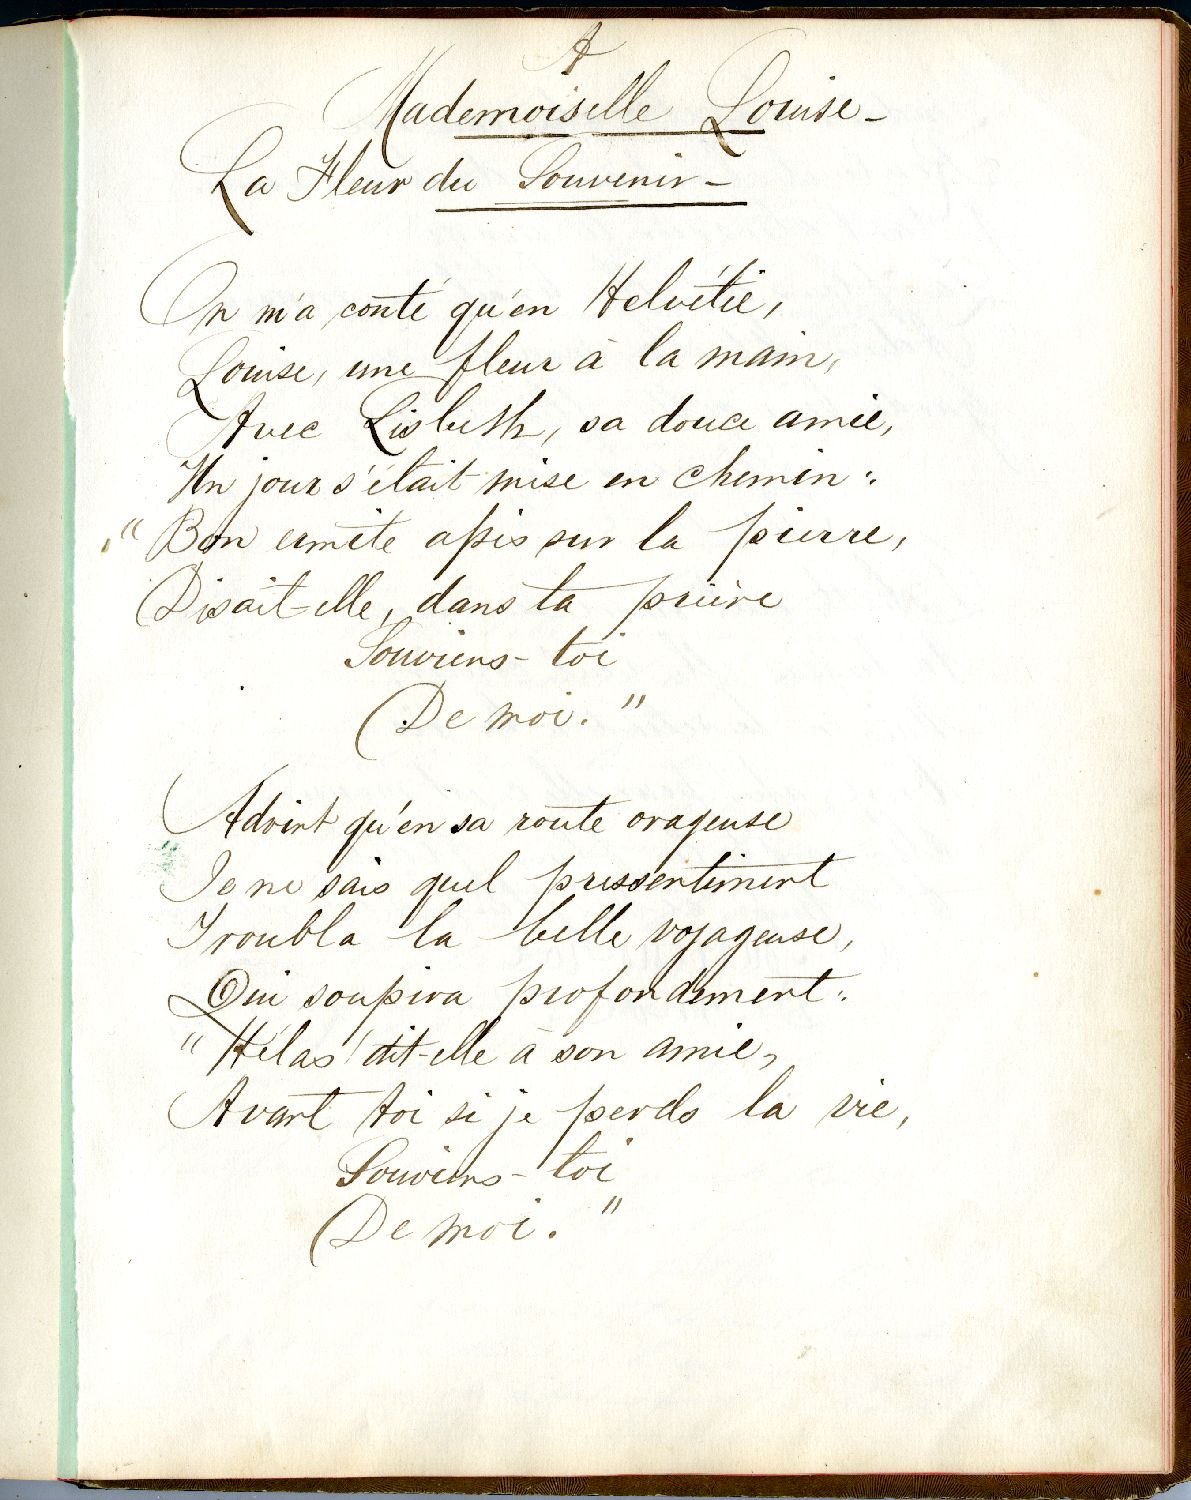 A
Mademoiselle Louise -
La Fleur du Souvenir -
On m'a conté qu'en Helvétie,
Louise, une fleur à la main,
Avec Lisbeth, sa douce amie,
Un jour s'était mise en chemin :
"Bon ermite assis sur la pierre,
Disait-elle, dans ta prière
Souviens-toi
De moi."
Advint qu'en sa route orageuse
Je ne sais quel pressentiment
Troubla la belle voyageuse,
Qui soupira profondement :
"Hélas ! dit-elle à son amie,
Avant toi si je perds la vie,
Souviens-toi
De moi."